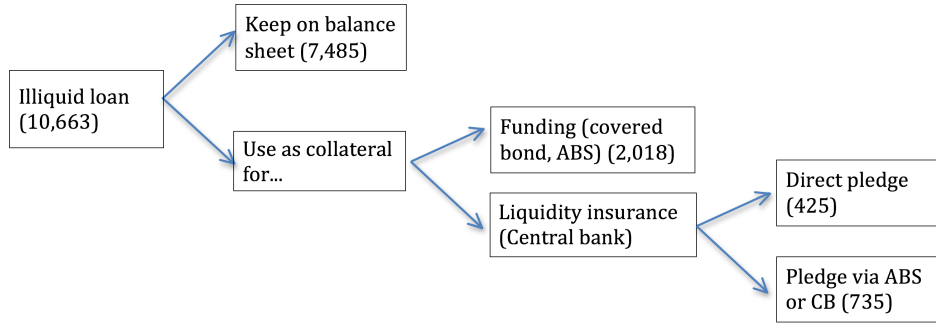 Keep on balance
sheet (7,485)
Illiquid loan
(10,663)
Use as collateral
for...
Funding (covered
bond, ABS) (2,018)
Liquidity insurance
(Central bank)
Direct pledge
(425)
Pledge via ABS
or CB (735)